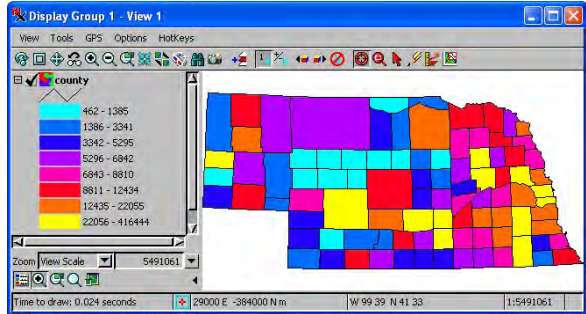 Display Group 1 - View 1
View Tools GPS Options HotKeys
county
462 - 1385
1386 - 3341
3342 - 5295
5296 - 6842
6843 - 8810
8811 - 12434
12435 - 22055
22056 - 416444
Zoom View Scale 5491061
Time to draw: 0.024 seconds 29000 E -384000 N m W 99 39 N 41 33 1:5491061